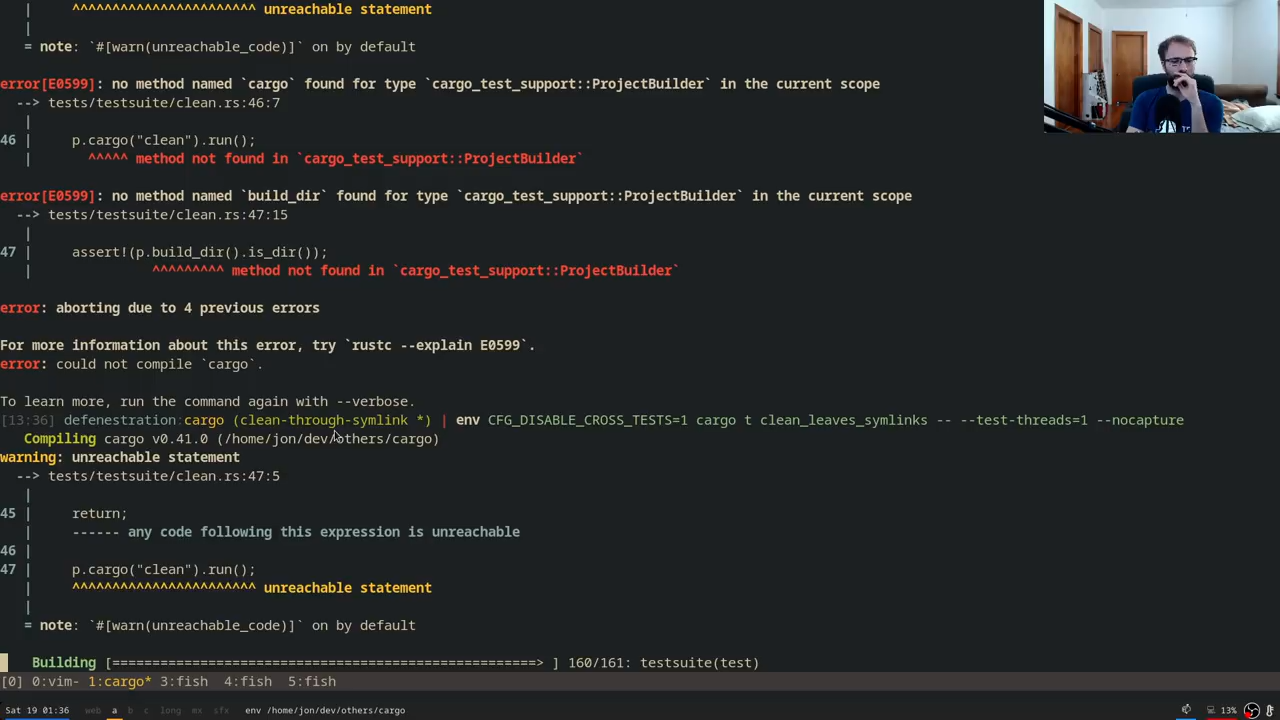 |     ^^^^^^^^^^^^^^^^^^^^^^^ unreachable statement
   |
   = note: `#[warn(unreachable_code)]` on by default
error[E0599]: no method named `cargo` found for type `cargo_test_support::ProjectBuilder` in the current scope
  --> tests/testsuite/clean.rs:46:7
   |
46 |     p.cargo("clean").run();
   |       ^^^^^ method not found in `cargo_test_support::ProjectBuilder`
error[E0599]: no method named `build_dir` found for type `cargo_test_support::ProjectBuilder` in the current scope
  --> tests/testsuite/clean.rs:47:15
   |
47 |     assert!(p.build_dir().is_dir());
   |               ^^^^^^^^^ method not found in `cargo_test_support::ProjectBuilder`
error: aborting due to 4 previous errors
For more information about this error, try `rustc --explain E0599`.
error: could not compile `cargo`.
To learn more, run the command again with --verbose.
[13:36] defenestration:cargo (clean-through-symlink *) | env CFG_DISABLE_CROSS_TESTS=1 cargo t clean_leaves_symlinks -- --test-threads=1 --nocapture
   Compiling cargo v0.41.0 (/home/jon/dev/others/cargo)
warning: unreachable statement
  --> tests/testsuite/clean.rs:47:5
   |
45 |     return;
   |     ------ any code following this expression is unreachable
46 |
47 |     p.cargo("clean").run();
   |     ^^^^^^^^^^^^^^^^^^^^^^^ unreachable statement
   |
   = note: `#[warn(unreachable_code)]` on by default
    Building [=====================================================> ] 160/161: testsuite(test)
[0] 0:vim- 1:cargo* 3:fish  4:fish  5:fish
Sat 19 01:36 web a b c long mx sfx env /home/jon/dev/others/cargo 13%